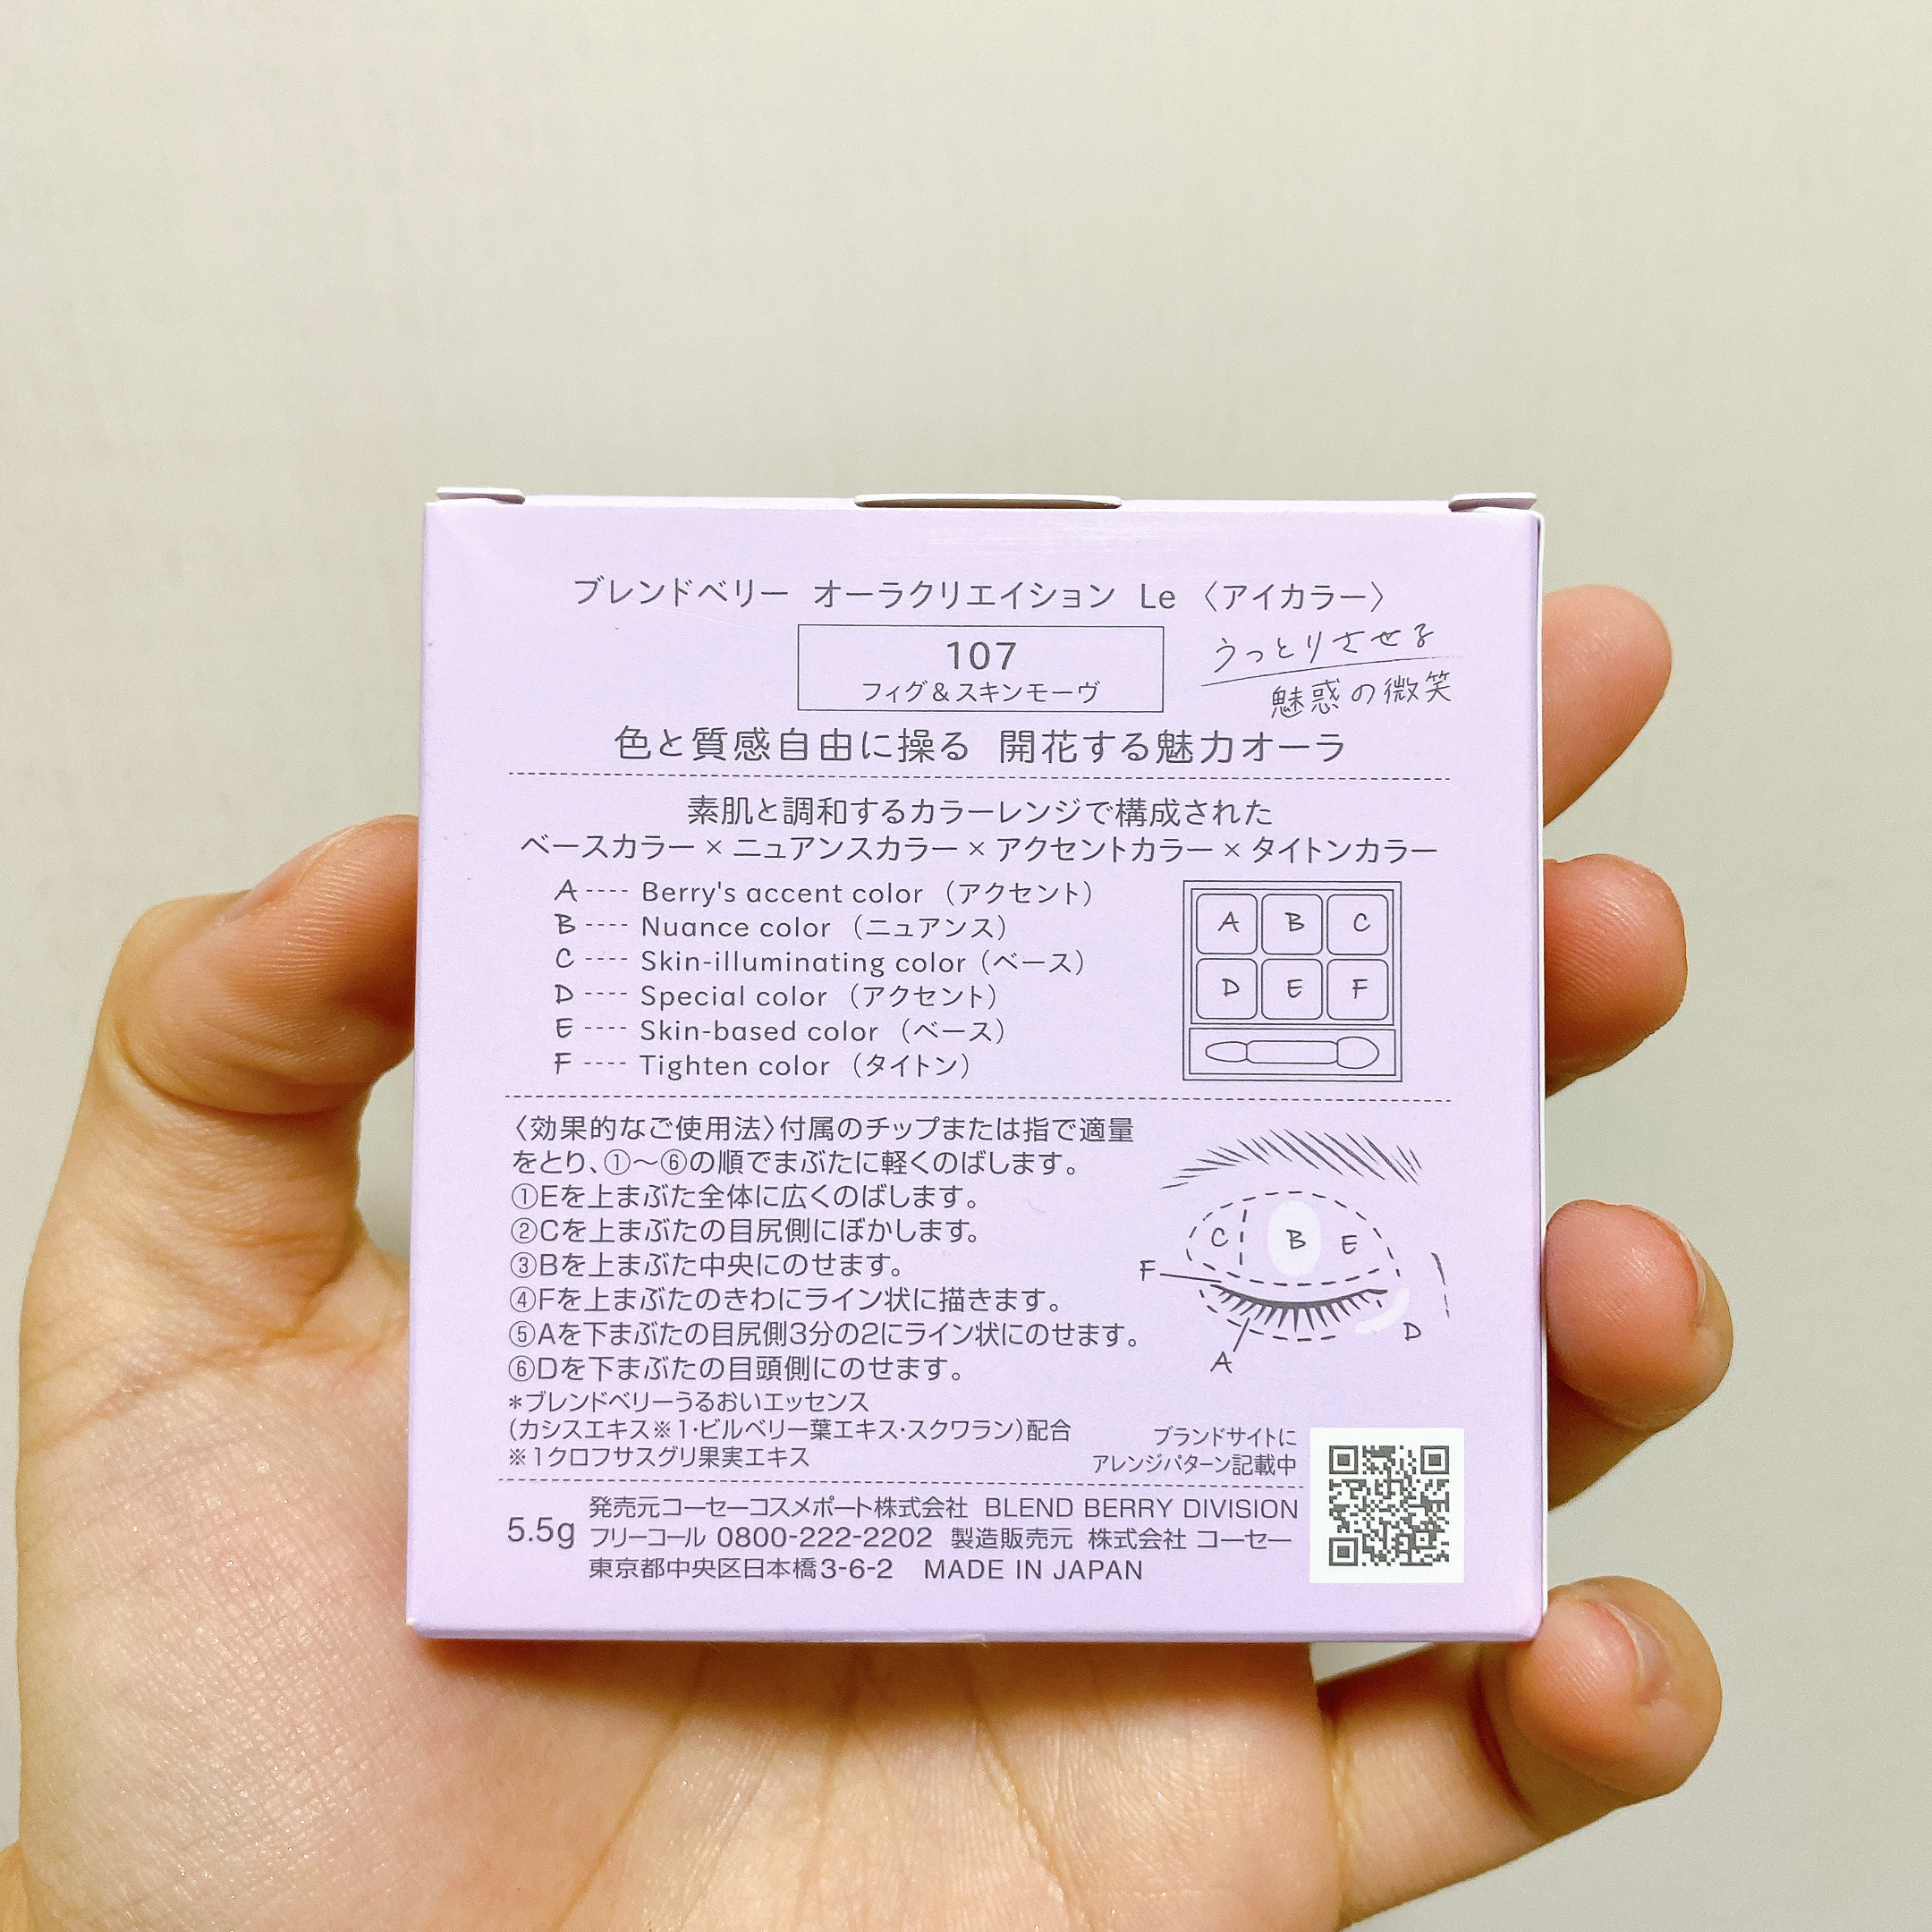 ブレンドベリー オーラクリエイション Le 〈アイカラー〉
107
フィグ&スキンモーヴ
うっとりさせる
魅惑の微笑
色と質感自由に操る 開花する魅力オーラ
素肌と調和するカラーレンジで構成された
ベースカラー×ニュアンスカラー×アクセントカラー×タイトンカラー
A ---- Berry's accent color (アクセント)
B ---- Nuance color (ニュアンス)
C ---- Skin-illuminating color (ベース)
D ---- Special color (アクセント)
E ---- Skin-based color (ベース)
F ---- Tighten color (タイトン)
A B C
D E F
〈効果的なご使用法〉付属のチップまたは指で適量
をとり、①〜⑥の順でまぶたに軽くのばします。
①Eを上まぶた全体に広くのばします。
②Cを上まぶたの目尻側にぼかします。
③Bを上まぶた中央にのせます。
④Fを上まぶたのきわにライン状に描きます。
⑤Aを下まぶたの目尻側3分の2にライン状にのせます。
⑥Dを下まぶたの目頭側にのせます。
C B E
F
D
A
*ブレンドベリーうるおいエッセンス
(カシスエキス※1・ビルベリー葉エキス・スクワラン)配合
※1クロフサスグリ果実エキス
ブランドサイトに
アレンジパターン記載中
5.5g
発売元コーセーコスメポート株式会社 BLEND BERRY DIVISION
フリーコール 0800-222-2202 製造販売元 株式会社 コーセー
東京都中央区日本橋3-6-2 MADE IN JAPAN